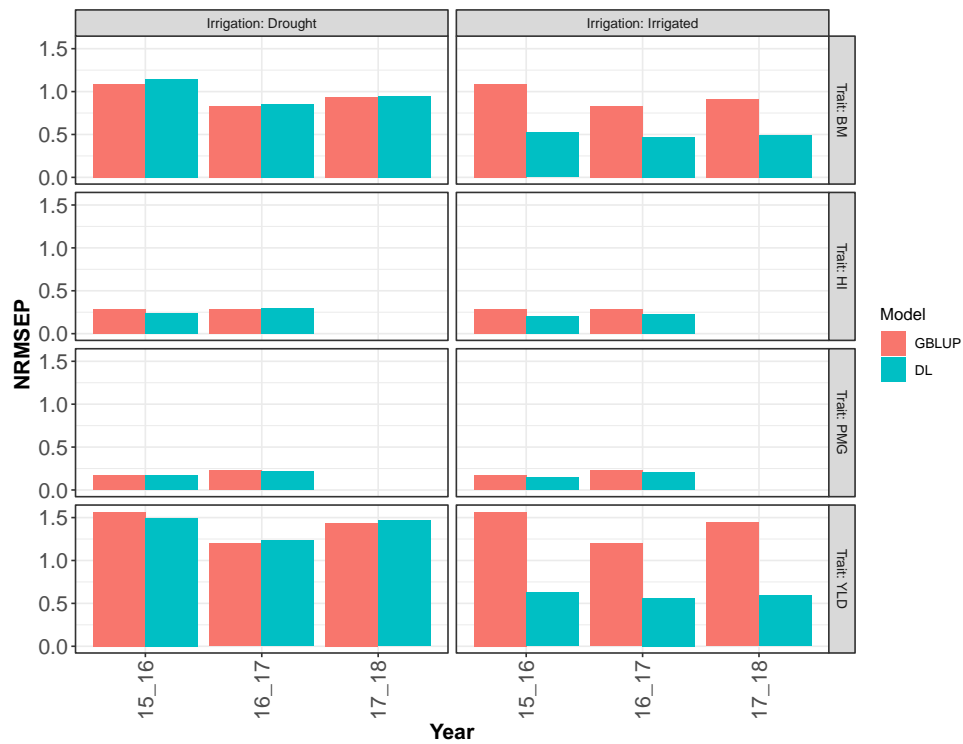 Irrigation: Drought
Irrigation: Irrigated
1.5
1.0
0.5
0.0
Trait: BM
1.5
1.0
0.5
0.0
Trait: HI
1.5
1.0
0.5
0.0
Trait: PMG
1.5
1.0
0.5
0.0
Trait: YLD
NRMSEP
15_16
16_17
17_18
15_16
16_17
17_18
Year
Model
GBLUP
DL